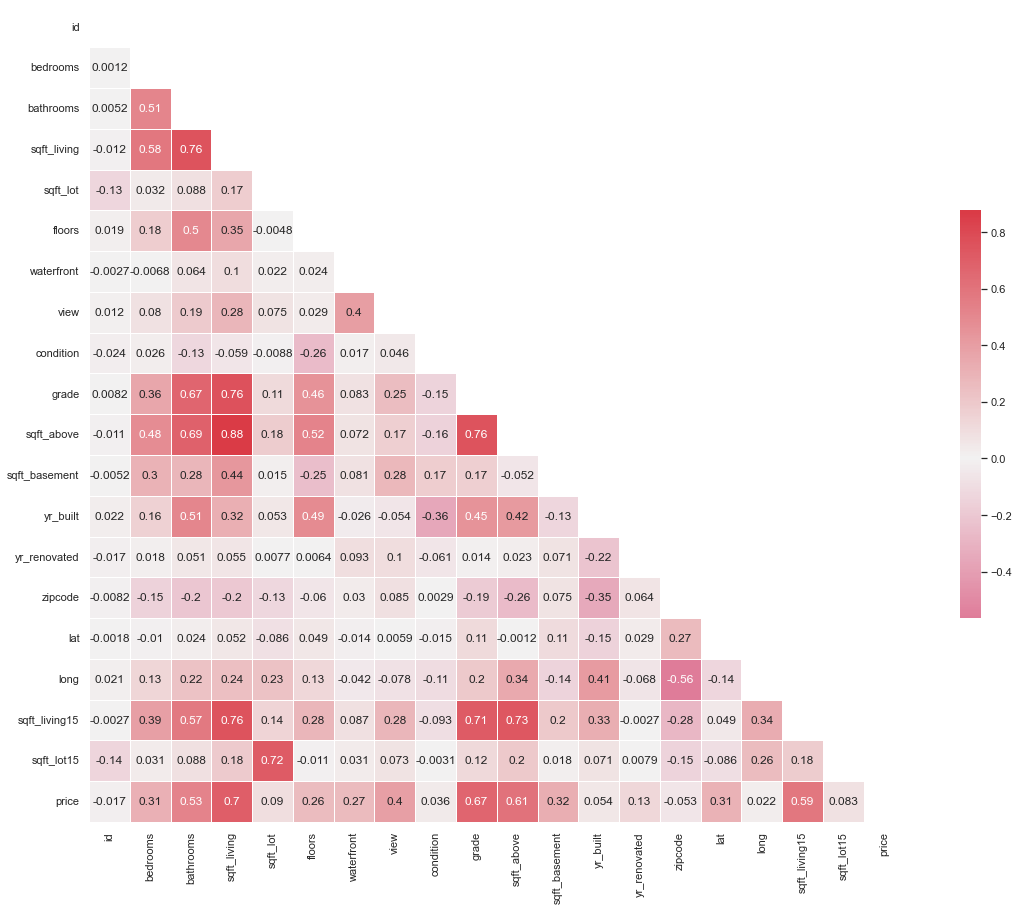 id
bedrooms 0.0012
bathrooms 0.0052 0.51
sqft_living -0.012 0.58 0.76
sqft_lot -0.13 0.032 0.088 0.17
floors 0.019 0.18 0.5 0.35 -0.0048
waterfront -0.0027 -0.0068 0.064 0.1 0.022 0.024
view 0.012 0.08 0.19 0.28 0.075 0.029 0.4
condition -0.024 0.026 -0.13 -0.059 -0.0088 -0.26 0.017 0.046
grade 0.0082 0.36 0.67 0.76 0.11 0.46 0.083 0.25 -0.15
sqft_above -0.011 0.48 0.69 0.88 0.18 0.52 0.072 0.17 -0.16 0.76
sqft_basement -0.0052 0.3 0.28 0.44 0.015 -0.25 0.081 0.28 0.17 0.17 -0.052
yr_built 0.022 0.16 0.51 0.32 0.053 0.49 -0.026 -0.054 -0.36 0.45 0.42 -0.13
yr_renovated -0.017 0.018 0.051 0.055 0.0077 0.0064 0.093 0.1 -0.061 0.014 0.023 0.071 -0.22
zipcode -0.0082 -0.15 -0.2 -0.2 -0.13 -0.06 0.03 0.085 0.0029 -0.19 -0.26 0.075 -0.35 0.064
lat -0.0018 -0.01 0.024 0.052 -0.086 0.049 -0.014 0.0059 -0.015 0.11 -0.0012 0.11 -0.15 0.029 0.27
long 0.021 0.13 0.22 0.24 0.23 0.13 -0.042 -0.078 -0.11 0.2 0.34 -0.14 0.41 -0.068 -0.56 -0.14
sqft_living15 -0.0027 0.39 0.57 0.76 0.14 0.28 0.087 0.28 -0.093 0.71 0.73 0.2 0.33 -0.0027 -0.28 0.049 0.34
sqft_lot15 -0.14 0.031 0.088 0.18 0.72 -0.011 0.031 0.073 -0.0031 0.12 0.2 0.018 0.071 0.0079 -0.15 -0.086 0.26 0.18
price -0.017 0.31 0.53 0.7 0.09 0.26 0.27 0.4 0.036 0.67 0.61 0.32 0.054 0.13 -0.053 0.31 0.022 0.59 0.083
id bedrooms bathrooms sqft_living sqft_lot floors waterfront view condition grade sqft_above sqft_basement yr_built yr_renovated zipcode lat long sqft_living15 sqft_lot15 price
0.8
0.6
0.4
0.2
0.0
-0.2
-0.4